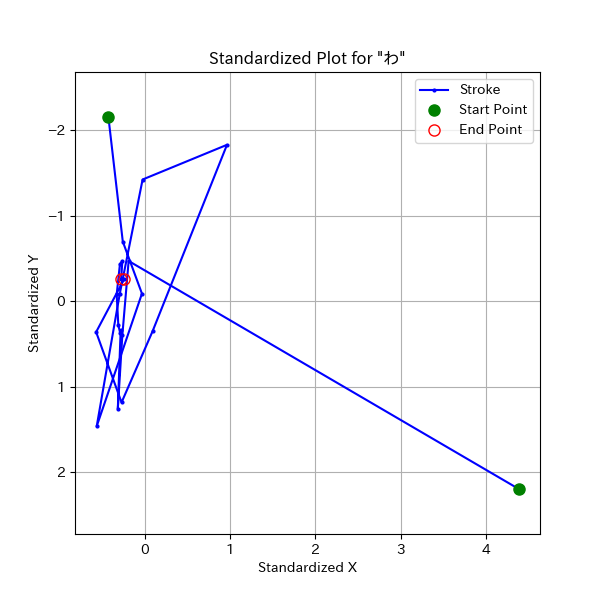 Standardized Plot for "わ"
Stroke
Start Point
End Point
Standardized Y
−2
−1
0
1
2
0 1 2 3 4
Standardized X